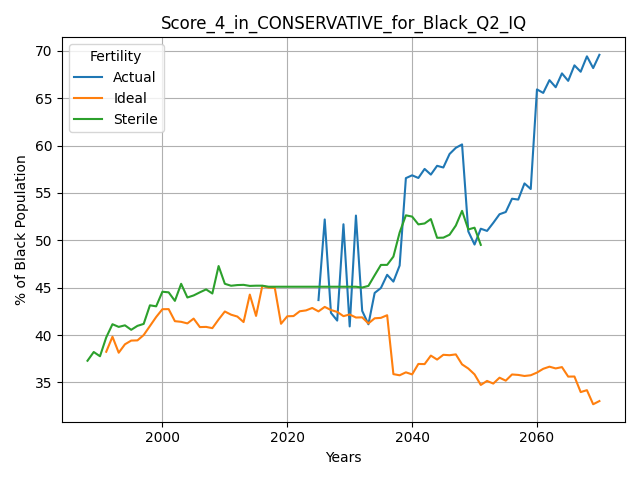 Score_4_in_CONSERVATIVE_for_Black_Q2_IQ
Fertility
Actual
Ideal
Sterile
% of Black Population
70
65
60
55
50
45
40
35
2000
2020
2040
2060
Years